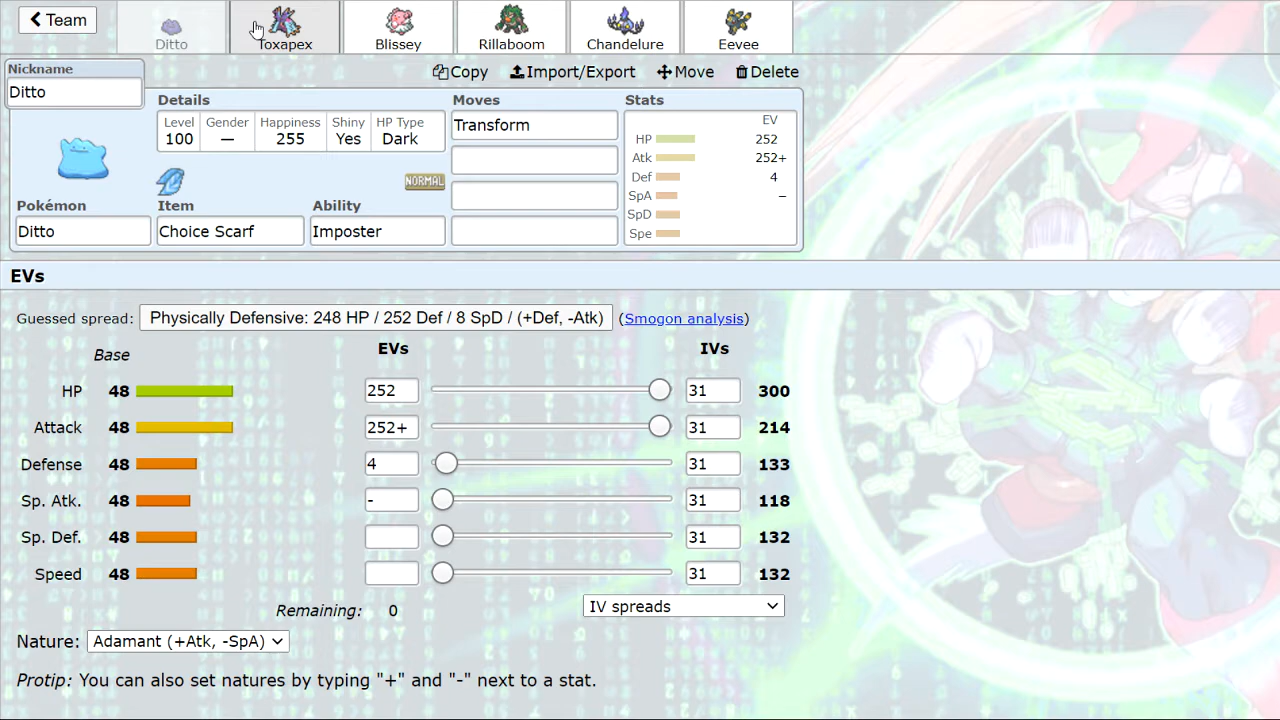 Team
Ditto
Toxapex
Blissey
Rillaboom
Chandelure
Eevee
Nickname
Ditto
Copy Import/Export Move Delete
Details
Level Gender Happiness Shiny HP Type
100 — 255 Yes Dark
NORMAL
Pokémon Item Ability
Ditto Choice Scarf Imposter
Moves
Transform
Stats
EV
HP 252
Atk 252+
Def 4
SpA –
SpD
Spe
EVs
Guessed spread: Physically Defensive: 248 HP / 252 Def / 8 SpD / (+Def, -Atk) (Smogon analysis)
Base EVs IVs
HP 48 252 31 300
Attack 48 252+ 31 214
Defense 48 4 31 133
Sp. Atk. 48 - 31 118
Sp. Def. 48 31 132
Speed 48 31 132
Remaining: 0 IV spreads
Nature: Adamant (+Atk, -SpA)
Protip: You can also set natures by typing "+" and "-" next to a stat.